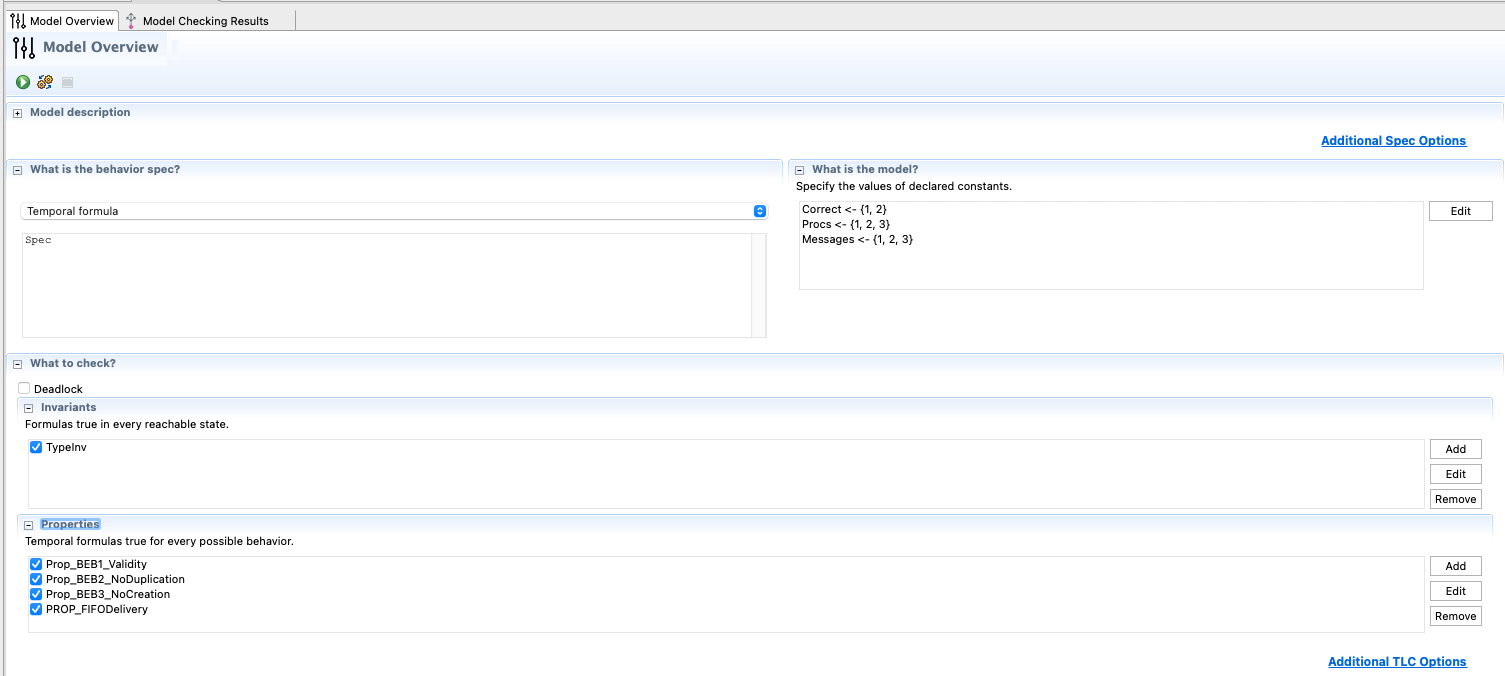 Model Overview
Model Checking Results
Model Overview
Model description
Additional Spec Options
What is the behavior spec?
Temporal formula
Spec
What is the model?
Specify the values of declared constants.
Correct <- {1, 2}
Procs <- {1, 2, 3}
Messages <- {1, 2, 3}
Edit
What to check?
Deadlock
Invariants
Formulas true in every reachable state.
TypeInv
Add
Edit
Remove
Properties
Temporal formulas true for every possible behavior.
Prop_BEB1_Validity
Prop_BEB2_NoDuplication
Prop_BEB3_NoCreation
PROP_FIFODelivery
Add
Edit
Remove
Additional TLC Options